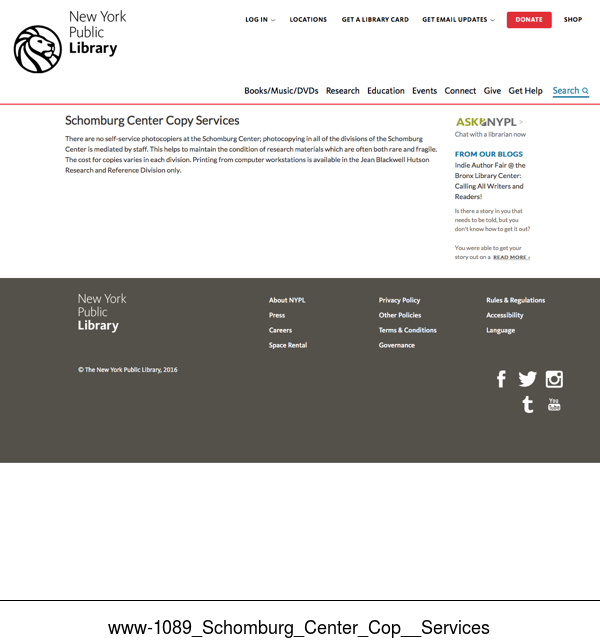 New York
Public
Library
LOG IN LOCATIONS GET A LIBRARY CARD GET EMAIL UPDATES DONATE SHOP
Books/Music/DVDs Research Education Events Connect Give Get Help Search
Schomburg Center Copy Services
There are no self-service photocopiers at the Schomburg Center; photocopying in all of the divisions of the Schomburg
Center is mediated by staff. This helps to maintain the condition of research materials which are often both rare and fragile.
The cost for copies varies in each division. Printing from computer workstations is available in the Jean Blackwell Hutson
Research and Reference Division only.
ASK NYPL >
Chat with a librarian now
FROM OUR BLOGS
Indie Author Fair @ the
Bronx Library Center:
Calling All Writers and
Readers!
Is there a story in you that
needs to be told, but you
don't know how to get it out?
You were able to get your
story out on a READ MORE ›
New York
Public
Library
About NYPL
Press
Careers
Space Rental
Privacy Policy
Other Policies
Terms & Conditions
Governance
Rules & Regulations
Accessibility
Language
© The New York Public Library, 2016
You
Tube
www-1089_Schomburg_Center_Cop__Services